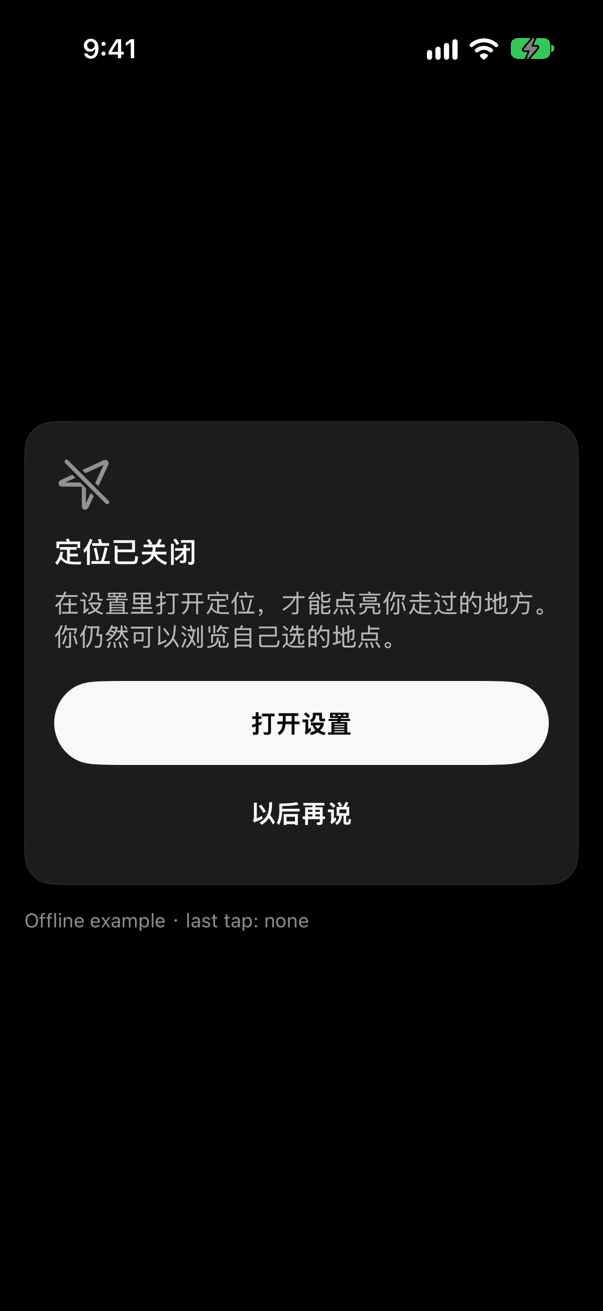 9:41
定位已关闭
在设置里打开定位，才能点亮你走过的地方。
你仍然可以浏览自己选的地点。
打开设置
以后再说
Offline example · last tap: none